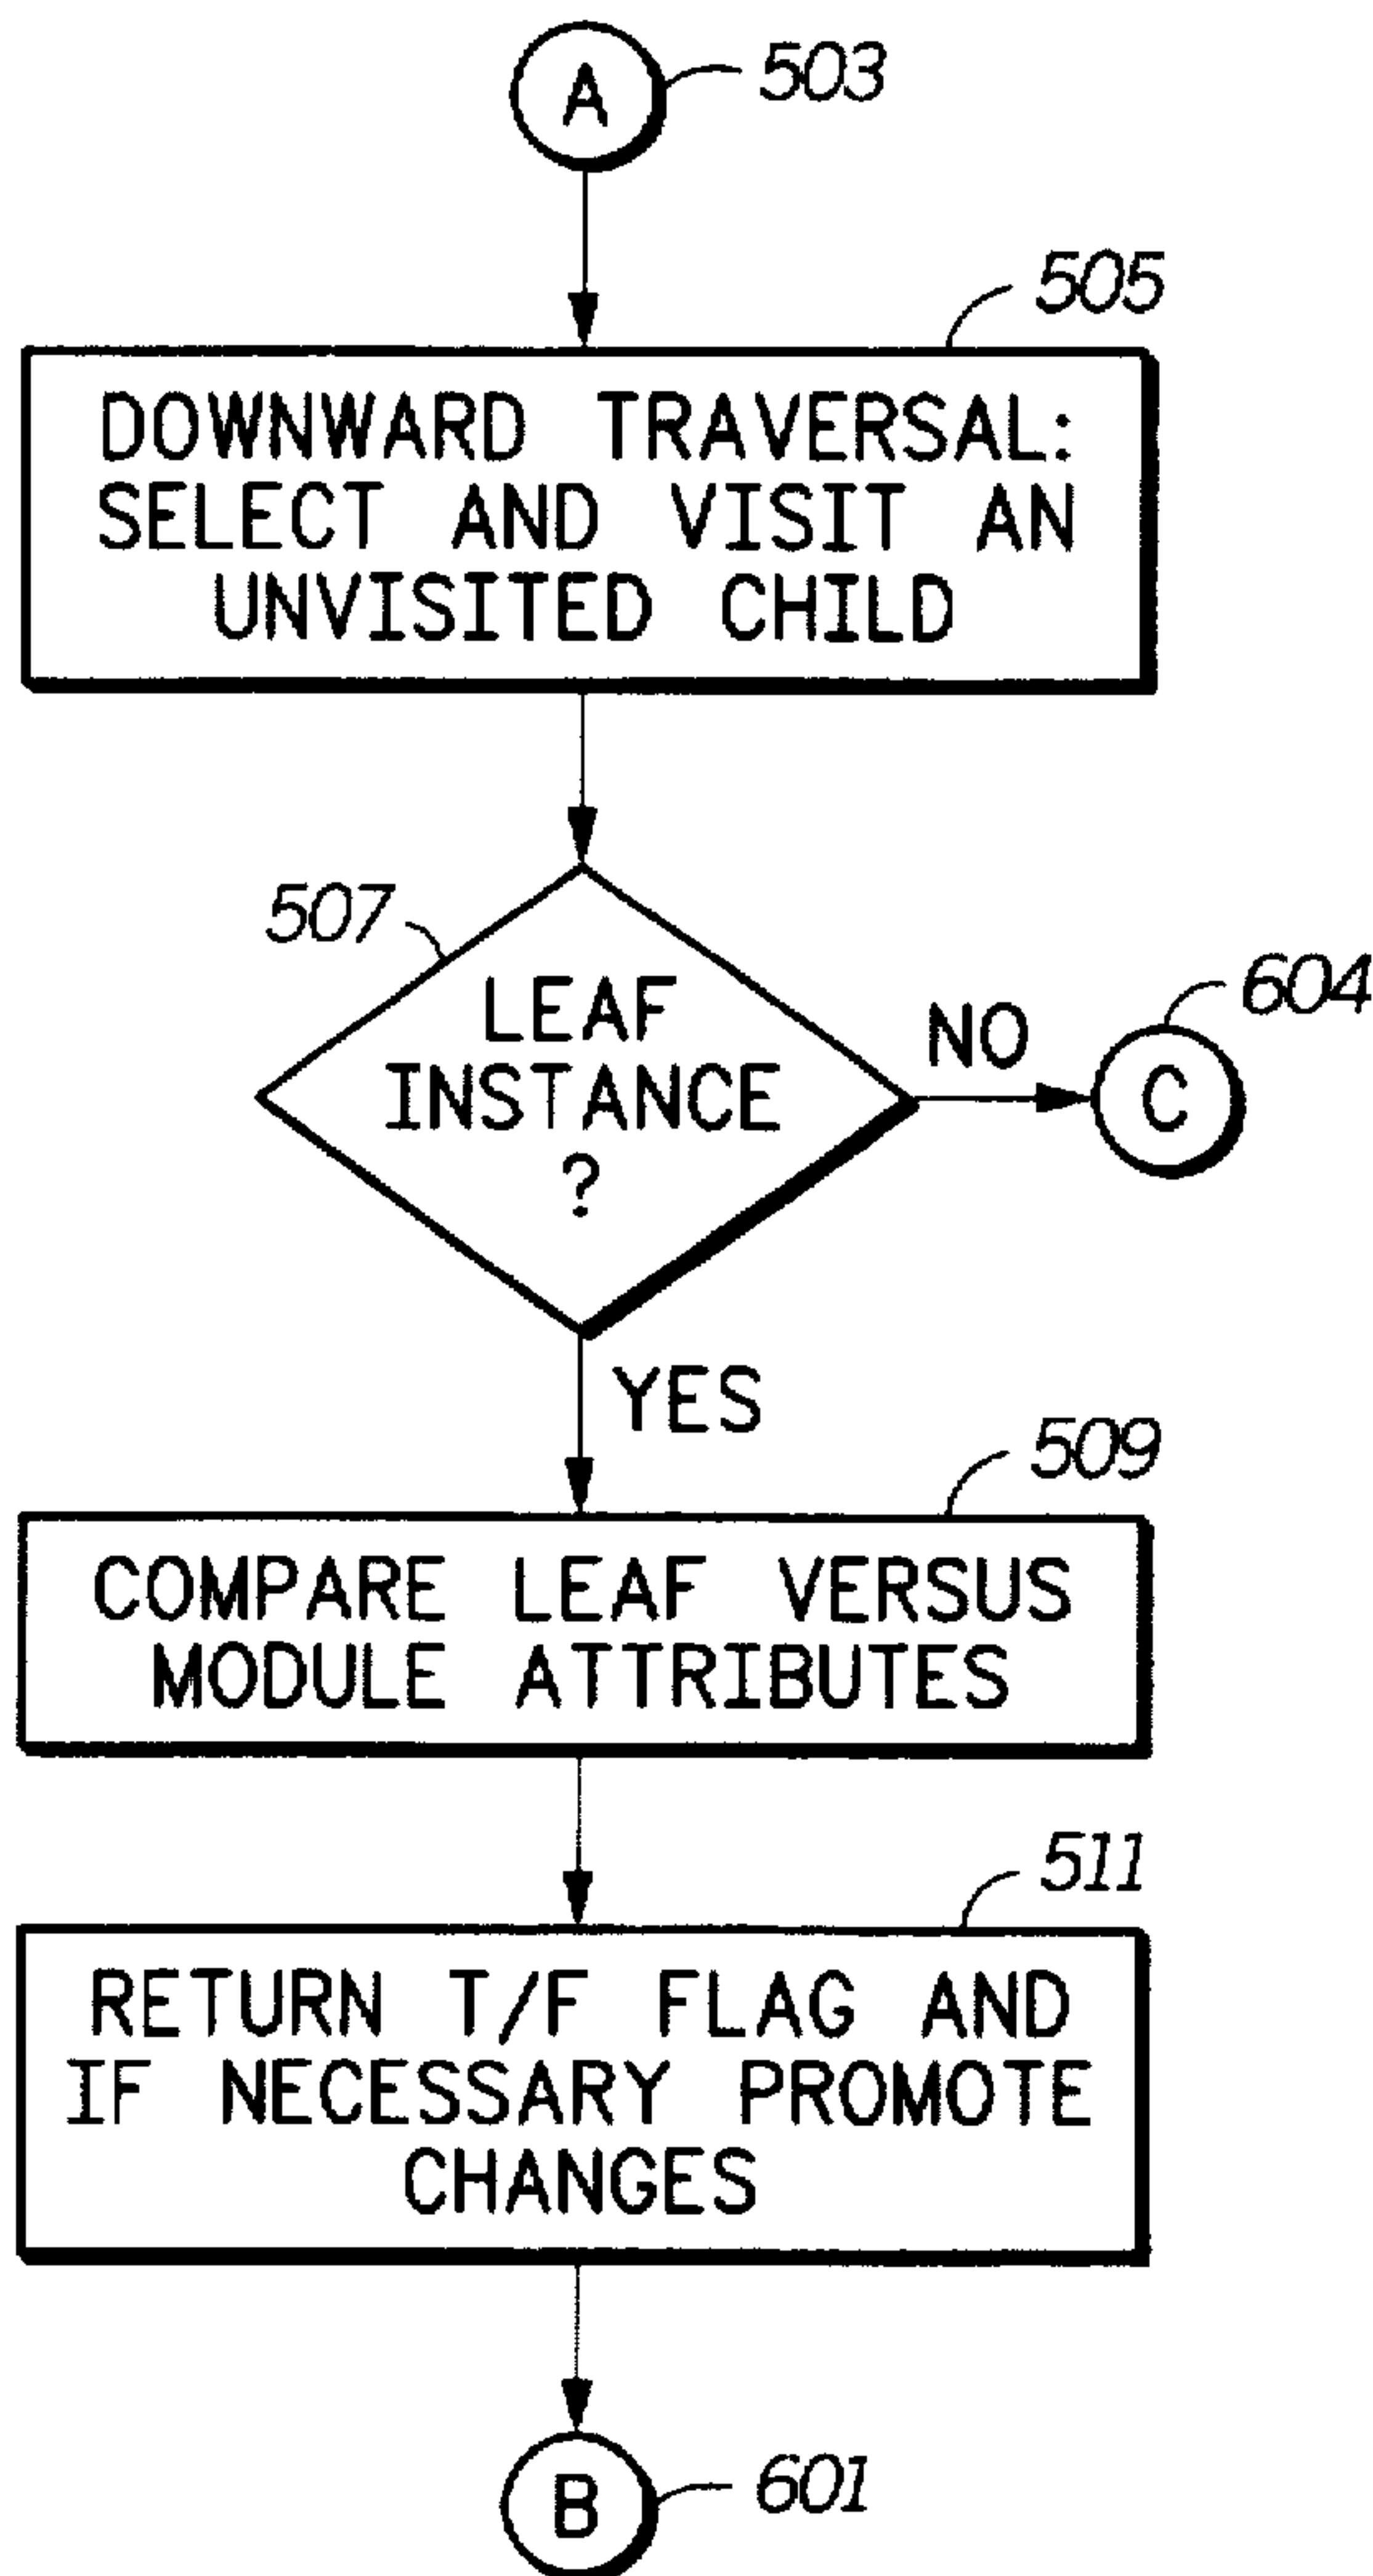 A
503
505
DOWNWARD TRAVERSAL:
SELECT AND VISIT AN
UNVISITED CHILD
507
LEAF
INSTANCE
?
NO
604
C
YES
509
COMPARE LEAF VERSUS
MODULE ATTRIBUTES
511
RETURN T/F FLAG AND
IF NECESSARY PROMOTE
CHANGES
B
601